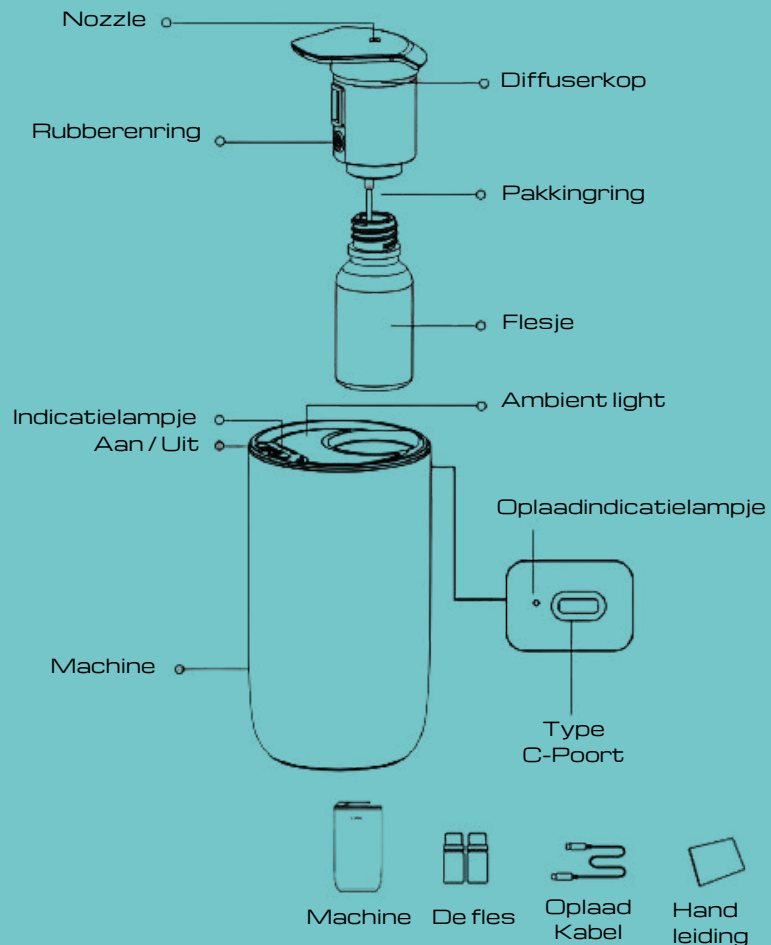 Nozzle
Diffuserkop
Rubberenring
Pakkingring
Flesje
Ambient light
Indicatielampje
Aan / Uit
Oplaadindicatielampje
Machine
Type
C-Poort
Machine
De fles
Oplaad
Kabel
Hand
leiding